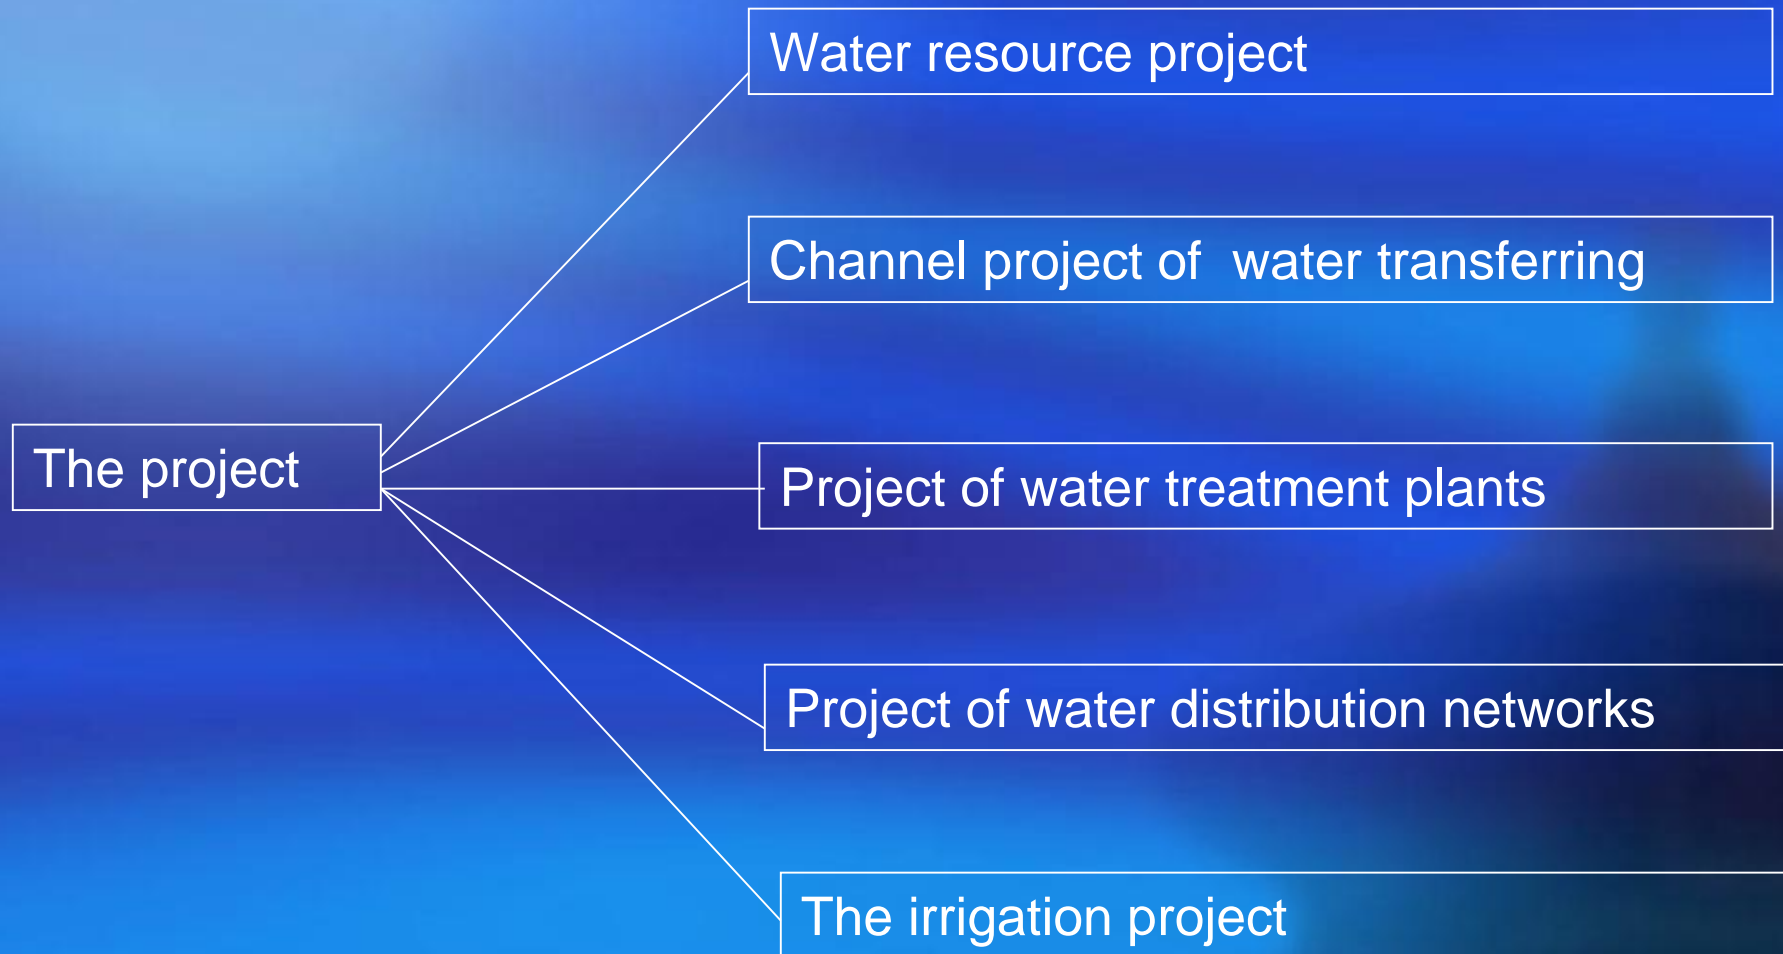 Water resource project
Channel project of  water transferring
The project
Project of water treatment plants
Project of water distribution networks
The irrigation project